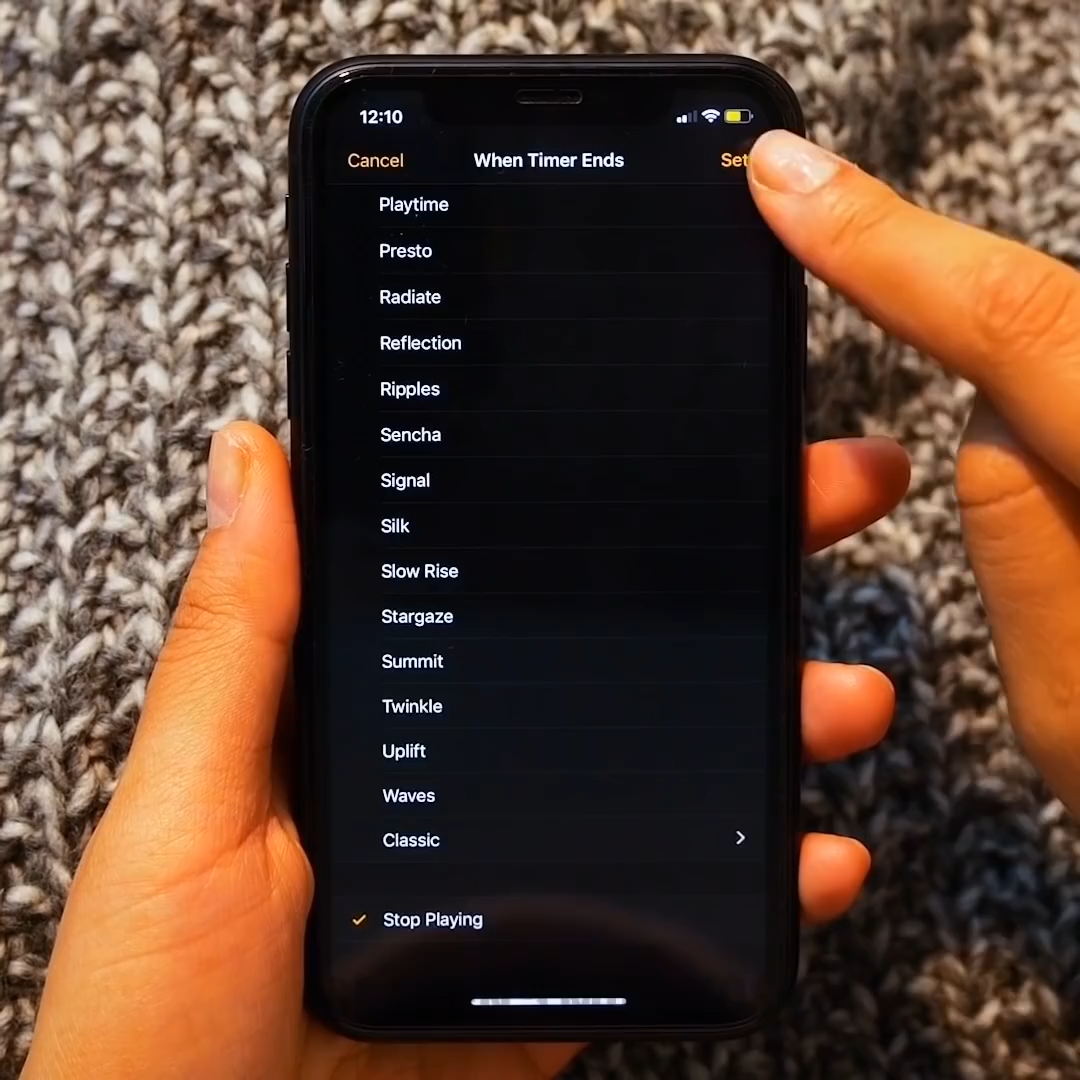 12:10
Cancel When Timer Ends Set
Playtime
Presto
Radiate
Reflection
Ripples
Sencha
Signal
Silk
Slow Rise
Stargaze
Summit
Twinkle
Uplift
Waves
Classic
Stop Playing